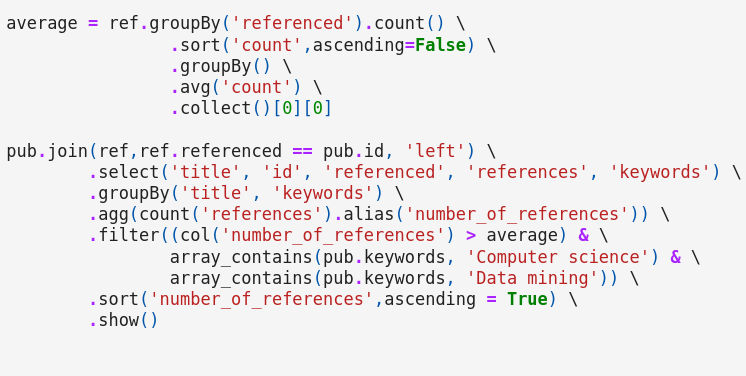 average = ref.groupBy('referenced').count() \
                .sort('count',ascending=False) \
                .groupBy() \
                .avg('count') \
                .collect()[0][0]

pub.join(ref,ref.referenced == pub.id, 'left') \
        .select('title', 'id', 'referenced', 'references', 'keywords') \
        .groupBy('title', 'keywords') \
        .agg(count('references').alias('number_of_references')) \
        .filter((col('number_of_references') > average) & \
                array_contains(pub.keywords, 'Computer science') & \
                array_contains(pub.keywords, 'Data mining')) \
        .sort('number_of_references',ascending = True) \
        .show()